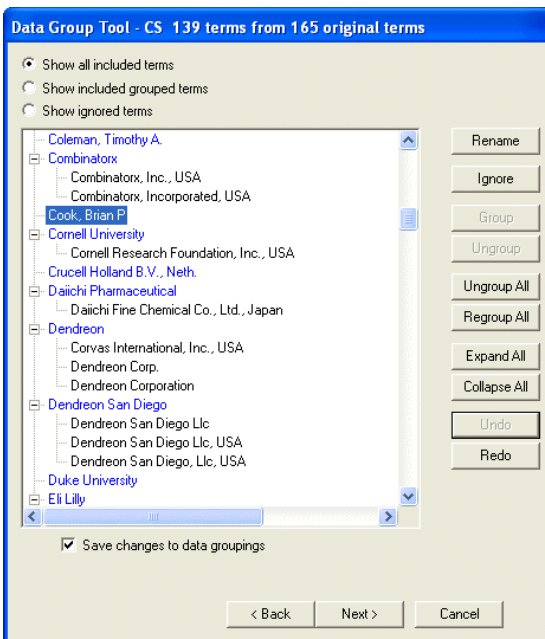 Data Group Tool - CS 139 terms from 165 original terms
Show all included terms
Show included grouped terms
Show ignored terms
Coleman, Timothy A.
Combinatorx
Combinatorx, Inc., USA
Combinatorx, Incorporated, USA
Cook, Brian P
Cornell University
Cornell Research Foundation, Inc., USA
Crucell Holland B.V., Neth.
Daiichi Pharmaceutical
Daiichi Fine Chemical Co., Ltd., Japan
Dendreon
Corvas International, Inc., USA
Dendreon Corp.
Dendreon Corporation
Dendreon San Diego
Dendreon San Diego Llc
Dendreon San Diego Llc, USA
Dendreon San Diego, Llc, USA
Duke University
Eli Lilly
Rename
Ignore
Group
Ungroup
Ungroup All
Regroup All
Expand All
Collapse All
Undo
Redo
Save changes to data groupings
< Back
Next >
Cancel